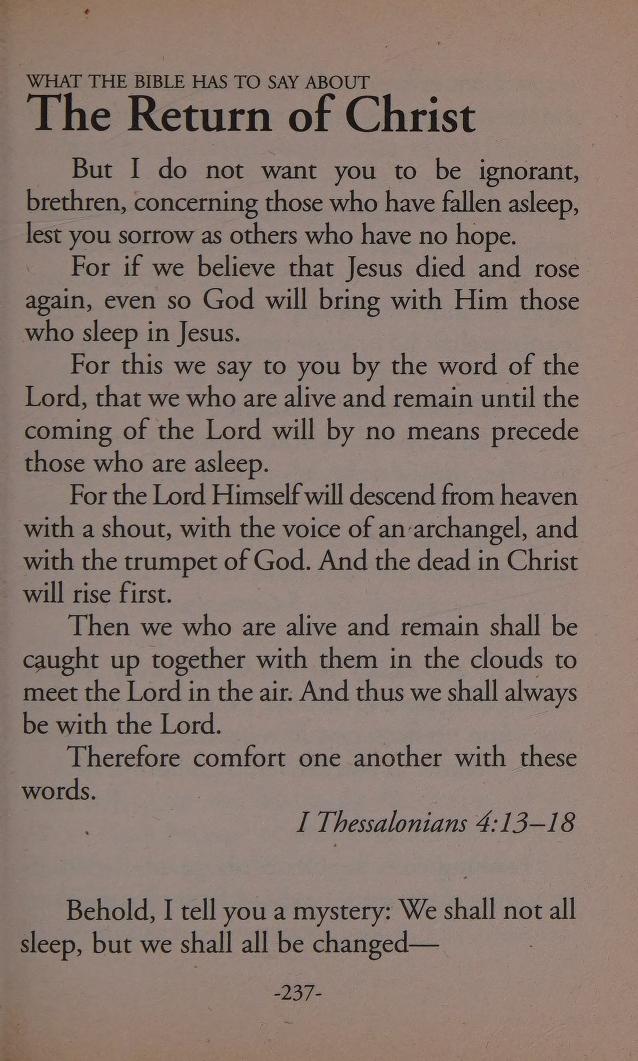 WHAT THE BIBLE HAS TO SAY ABOUT
The Return of Christ
But I do not want you to be ignorant,
brethren, concerning those who have fallen asleep,
lest you sorrow as others who have no hope.
For if we believe that Jesus died and rose
again, even so God will bring with Him those
who sleep in Jesus.
For this we say to you by the word of the
Lord, that we who are alive and remain until the
coming of the Lord will by no means precede
those who are asleep.
For the Lord Himself will descend from heaven
with a shout, with the voice of an archangel, and
with the trumpet of God. And the dead in Christ
will rise first.
Then we who are alive and remain shall be
caught up together with them in the clouds to
meet the Lord in the air. And thus we shall always
be with the Lord.
Therefore comfort one another with these
words.
I Thessalonians 4:13–18
Behold, I tell you a mystery: We shall not all
sleep, but we shall all be changed—
-237-